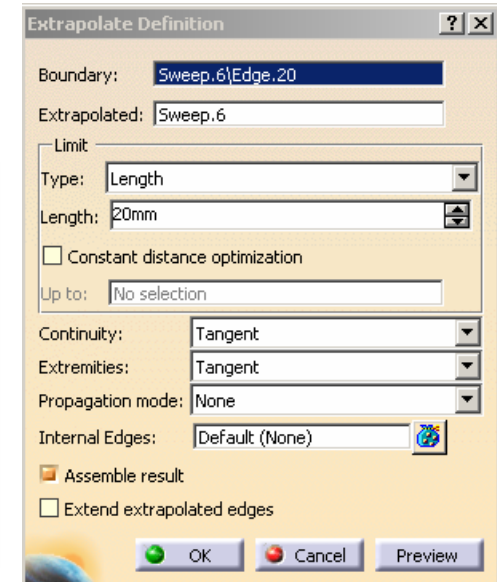 Extrapolate Definition ? X
Boundary: Sweep.6\Edge.20
Extrapolated: Sweep.6
Limit
Type: Length
Length: 20mm
Constant distance optimization
Up to: No selection
Continuity: Tangent
Extremities: Tangent
Propagation mode: None
Internal Edges: Default (None)
Assemble result
Extend extrapolated edges
OK Cancel Preview